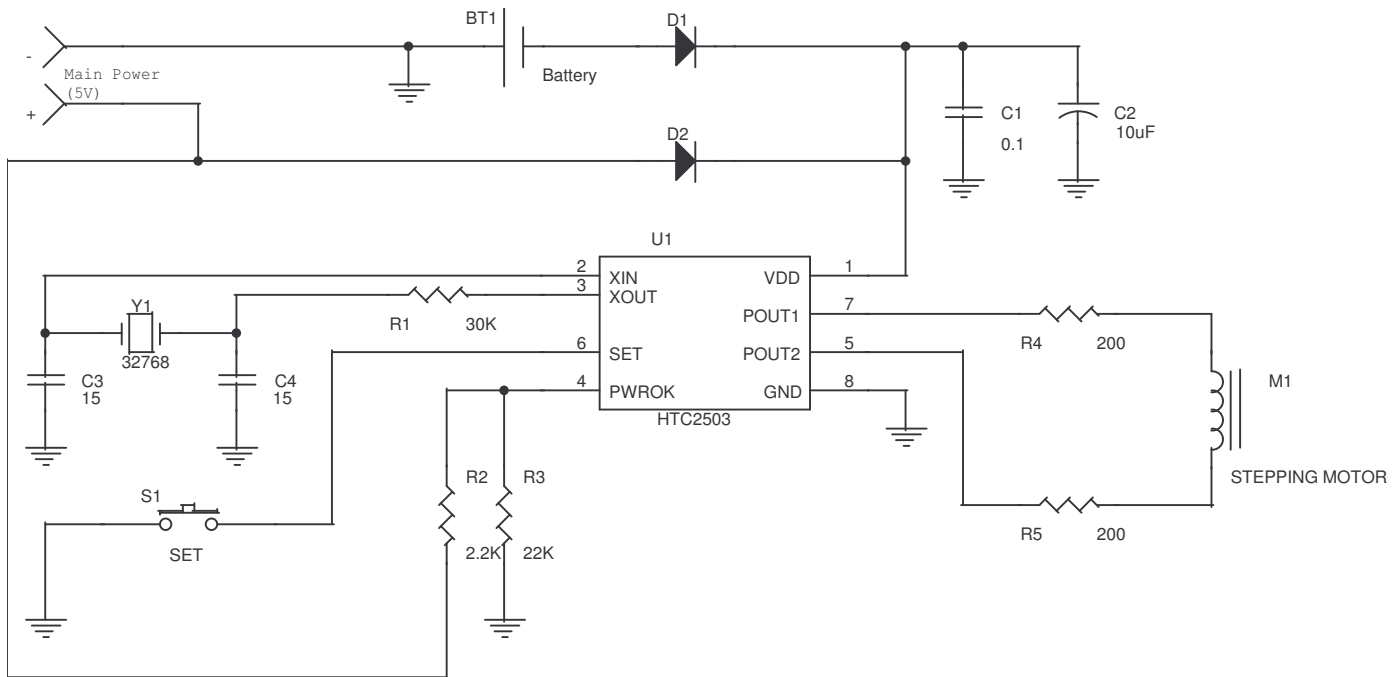 BT1
D1
-
Main Power
(5V)
+
Battery
C1
0.1
C2
10uF
D2
U1
2
XIN
3
XOUT
6
SET
4
PWROK
VDD
1
POUT1
7
POUT2
5
GND
8
HTC2503
Y1
32768
R1
30K
C3
15
C4
15
R4
200
M1
STEPPING MOTOR
R5
200
R2
2.2K
R3
22K
S1
SET